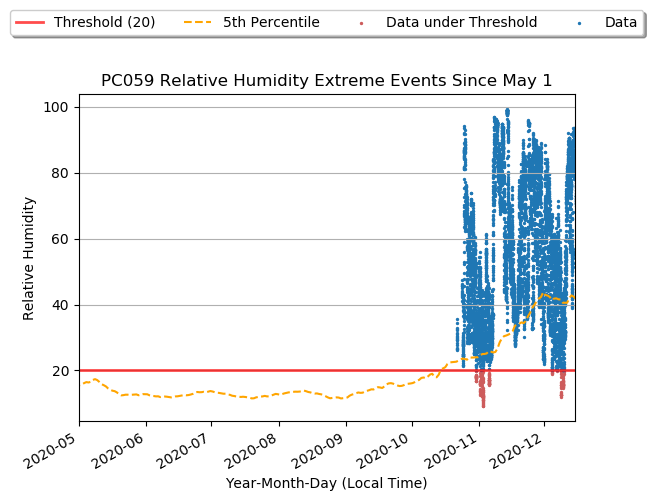 Threshold (20) 5th Percentile Data under Threshold Data
PC059 Relative Humidity Extreme Events Since May 1
100
80
60
40
20
Relative Humidity
2020-05 2020-06 2020-07 2020-08 2020-09 2020-10 2020-11 2020-12
Year-Month-Day (Local Time)